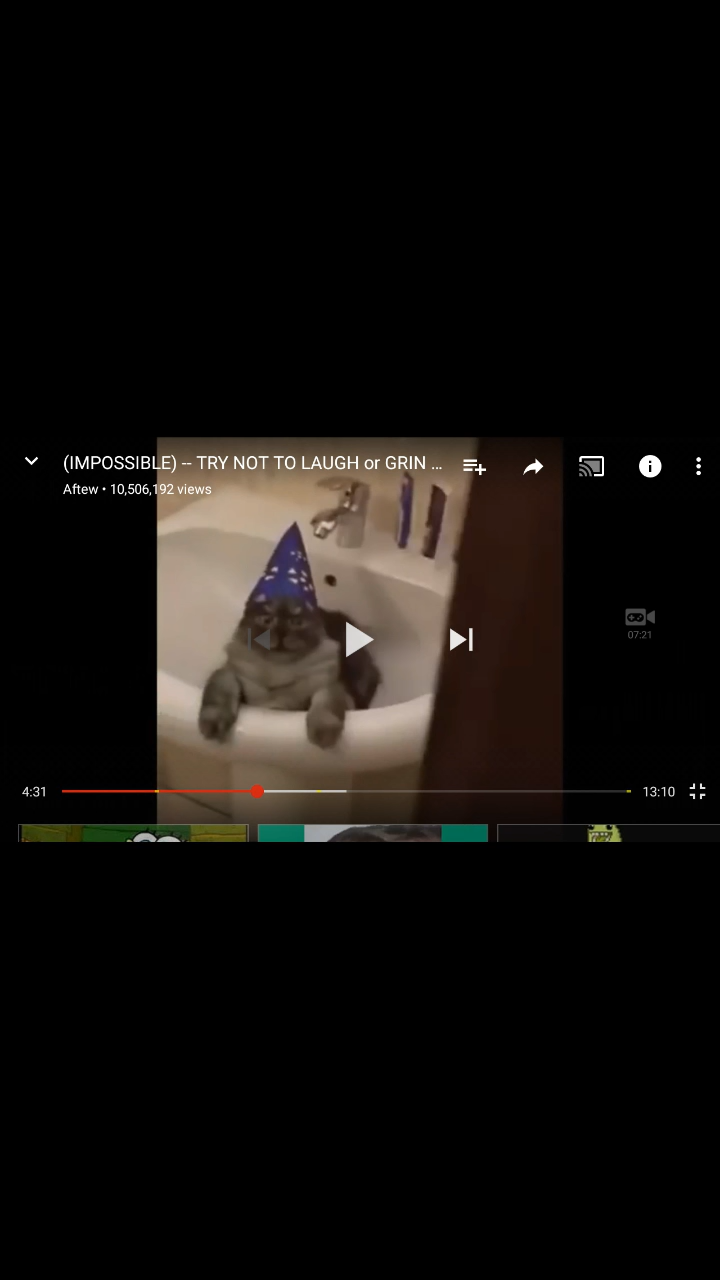 (IMPOSSIBLE) -- TRY NOT TO LAUGH or GRIN ...
Aftew • 10,506,192 views
07:21
4:31
13:10